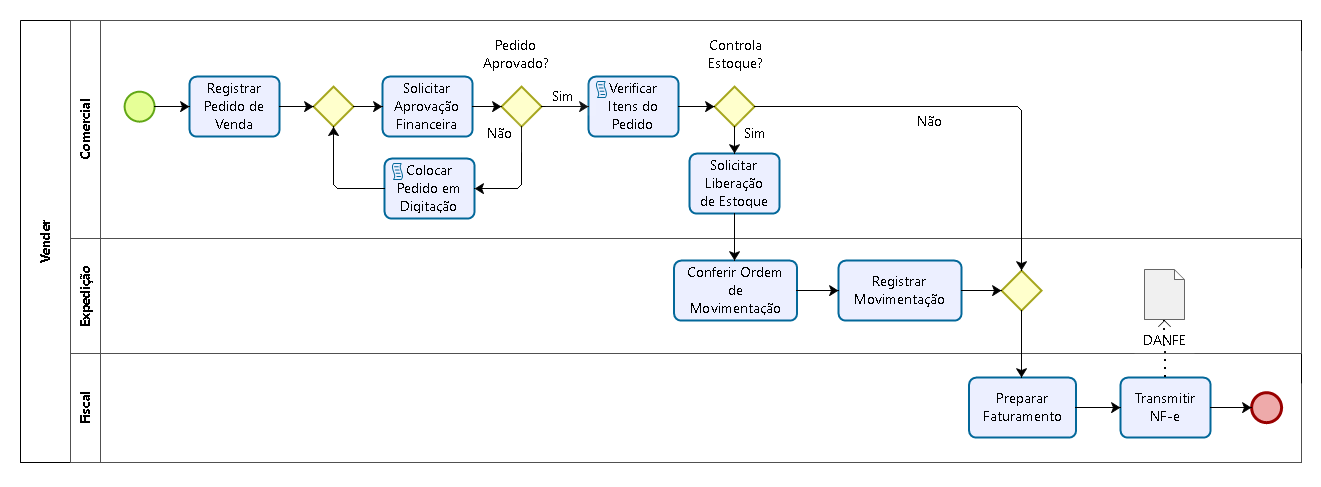 Vender
Comercial
Expedição
Fiscal
Registrar
Pedido de
Venda
Solicitar
Aprovação
Financeira
Pedido
Aprovado?
Sim
Não
Colocar
Pedido em
Digitação
Verificar
Itens do
Pedido
Controla
Estoque?
Sim
Não
Solicitar
Liberação
de Estoque
Conferir Ordem
de
Movimentação
Registrar
Movimentação
DANFE
Preparar
Faturamento
Transmitir
NF-e